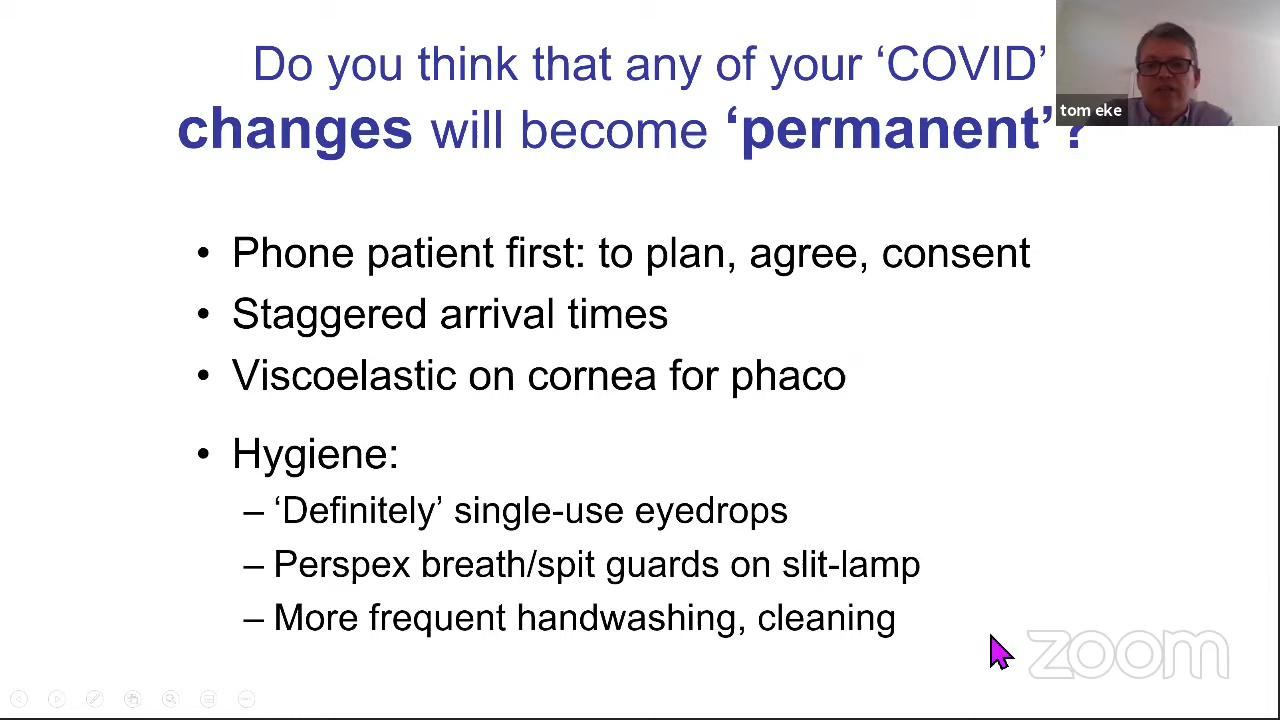 Do you think that any of your ‘COVID’
changes will become ‘permanent’?
tom eke
• Phone patient first: to plan, agree, consent
• Staggered arrival times
• Viscoelastic on cornea for phaco
• Hygiene:
– ‘Definitely’ single-use eyedrops
– Perspex breath/spit guards on slit-lamp
– More frequent handwashing, cleaning
zoom